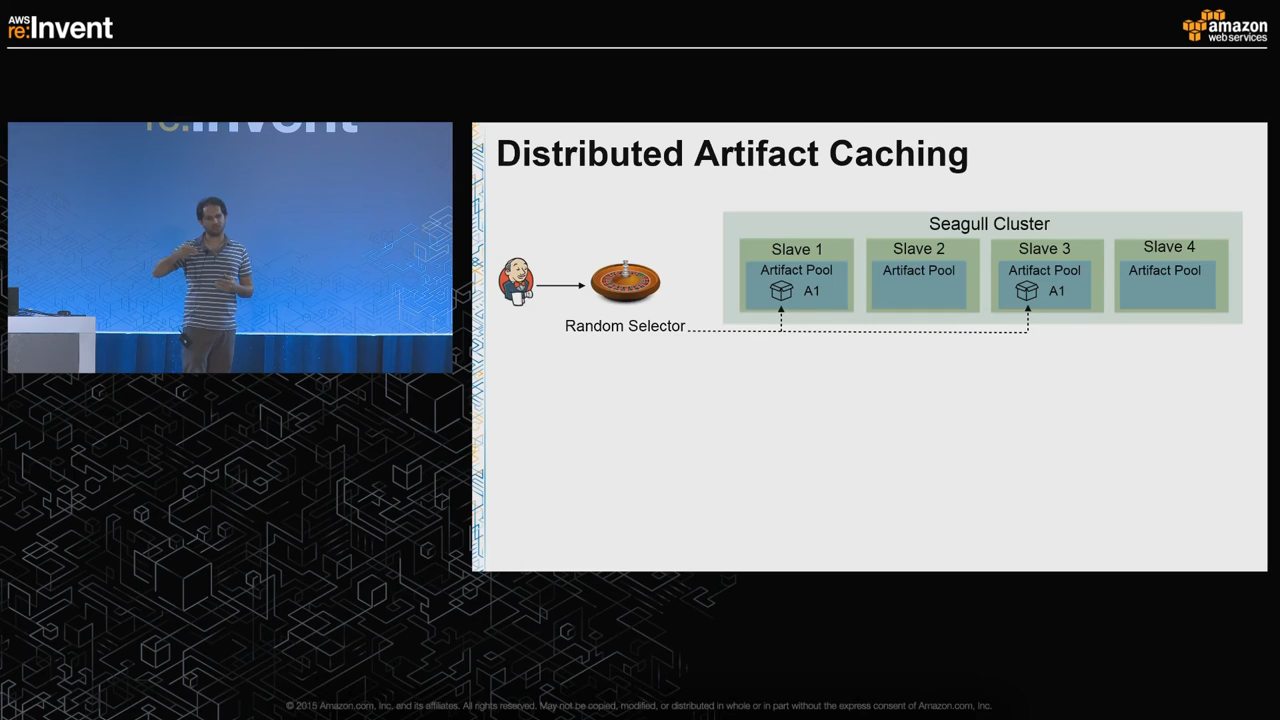 AWS
re:Invent
amazon
web services
re:Invent
Distributed Artifact Caching
Seagull Cluster
Slave 1
Slave 2
Slave 3
Slave 4
Artifact Pool
Artifact Pool
Artifact Pool
Artifact Pool
A1
A1
Random Selector
© 2015 Amazon.com, Inc. and its affiliates. All rights reserved. May not be copied, modified, or distributed in whole or in part without the express consent of Amazon.com, Inc.